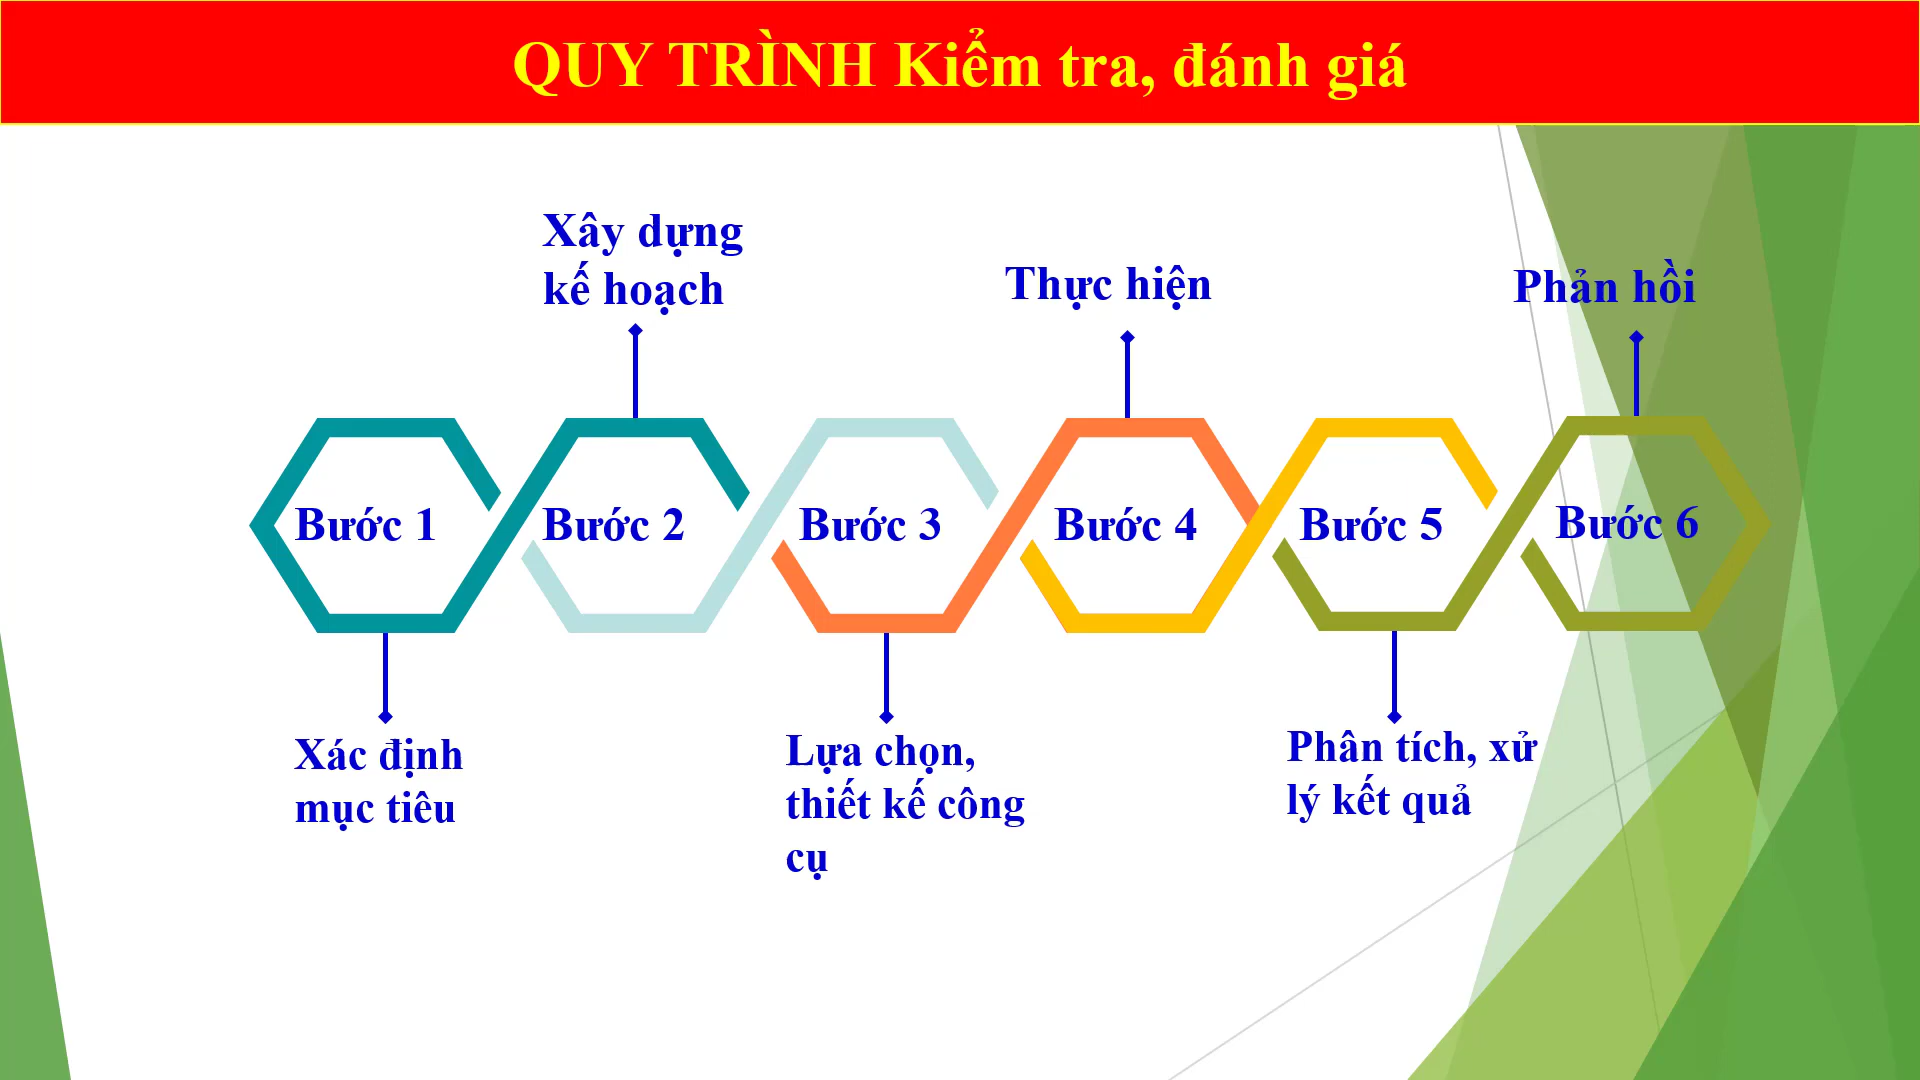 QUY TRÌNH Kiểm tra, đánh giá
Xây dựng
kế hoạch
Thực hiện
Phản hồi
Bước 1
Bước 2
Bước 3
Bước 4
Bước 5
Bước 6
Xác định
mục tiêu
Lựa chọn,
thiết kế công
cụ
Phân tích, xử
lý kết quả